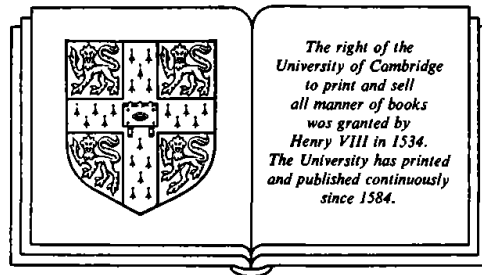 The right of the
University of Cambridge
to print and sell
all manner of books
was granted by
Henry VIII in 1534.
The University has printed
and published continuously
since 1584.